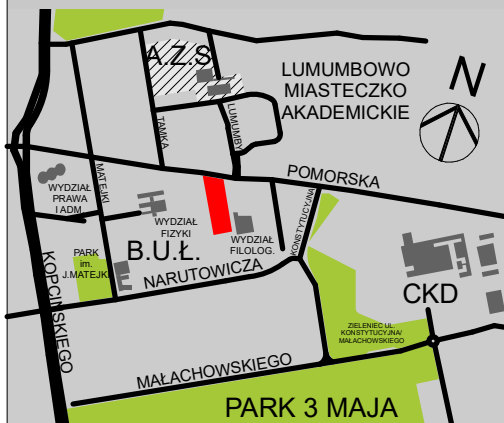 A.Z.S
LUMUMBOWO
MIASTECZKO
AKADEMICKIE
N
TAMKA
LUMUMBY
MATEJKI
POMORSKA
WYDZIAŁ
PRAWA
I ADM
WYDZIAŁ
FIZYKI
WYDZIAŁ
FILOLOG.
KONSTYTUCYJNA
B.U.Ł.
PARK
im.
J.MATEJKI
NARUTOWICZA
KOPCIŃSKIEGO
CKD
ZIELENIEC UL.
KONSTYTUCYJNA/
MAŁACHOWSKIEGO
MAŁACHOWSKIEGO
PARK 3 MAJA